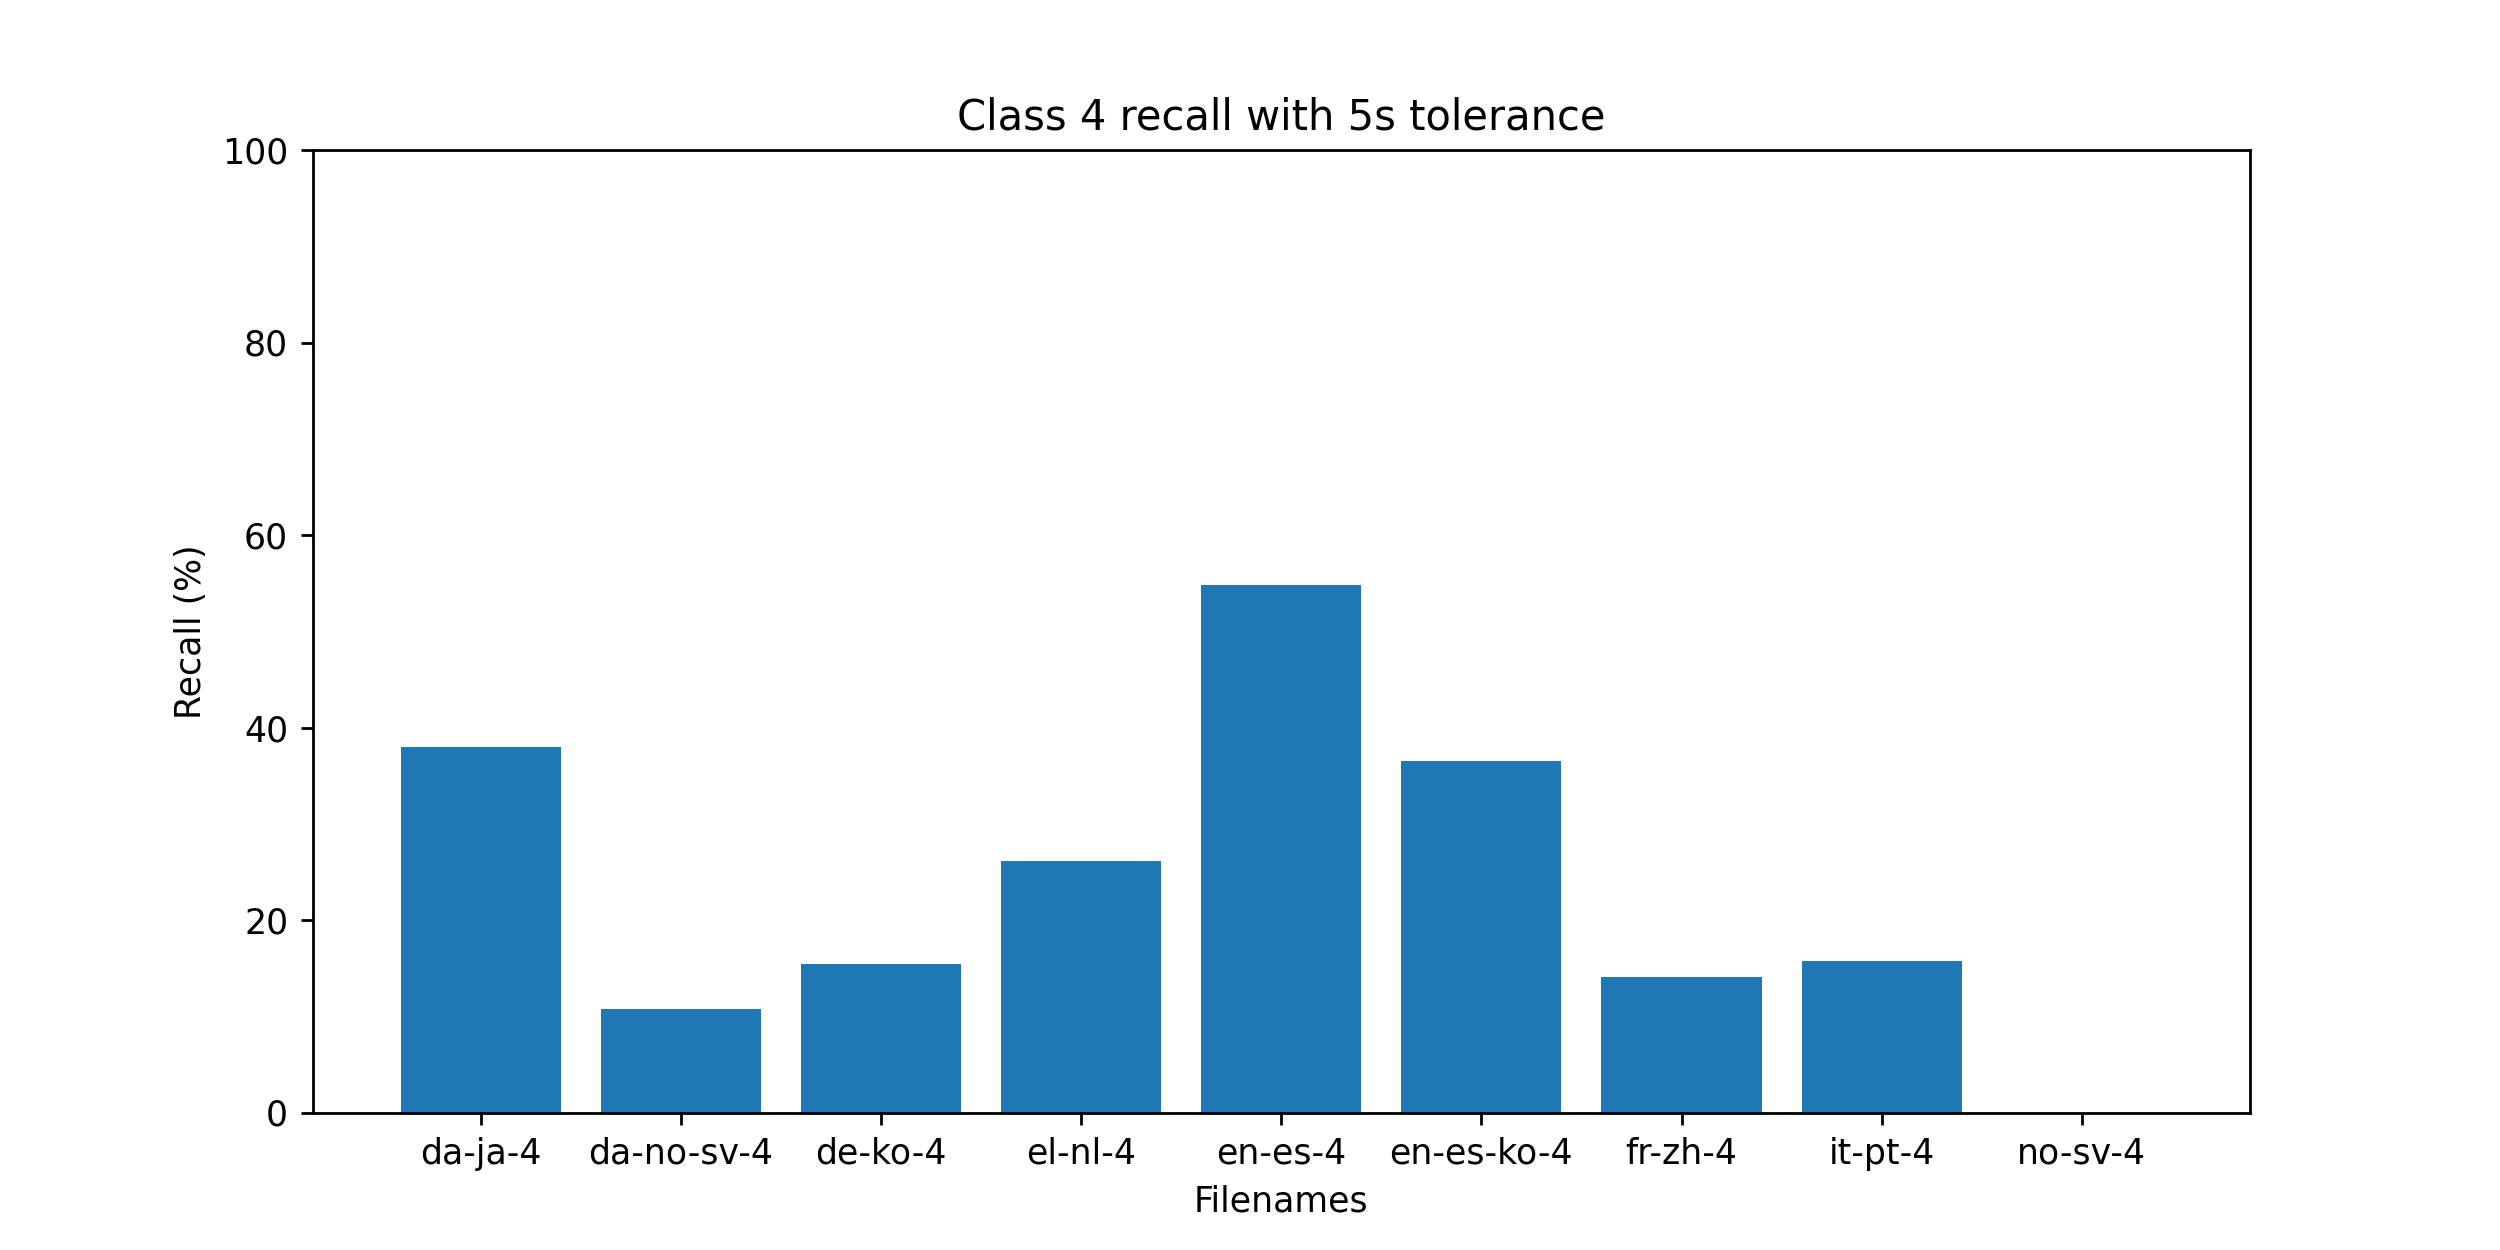 Class 4 recall with 5s tolerance
100
80
60
40
20
0
Recall (%)
da-ja-4 da-no-sv-4 de-ko-4 el-nl-4 en-es-4 en-es-ko-4 fr-zh-4 it-pt-4 no-sv-4
Filenames